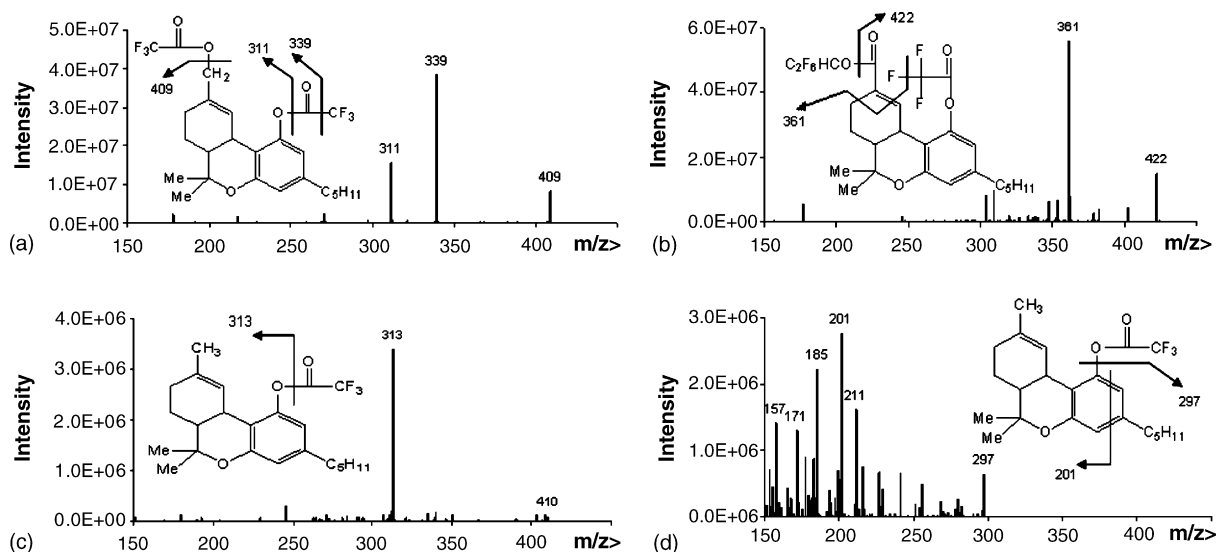 5.0E+07
4.0E+07
3.0E+07
2.0E+07
1.0E+07
0.0E+00
Intensity
150 200 250 300 350 400 m/z>
(a)
F₃C O O CH₂
409
311 339
O O CF₃
Me
Me
O
C₅H₁₁
311
339
409
6.0E+07
4.0E+07
2.0E+07
0.0E+00
Intensity
150 200 250 300 350 400 m/z>
(b)
422
C₂F₆HCO O
F F F O O
361
Me
Me
O
C₅H₁₁
361
422
4.0E+06
3.0E+06
2.0E+06
1.0E+06
0.0E+00
Intensity
150 200 250 300 350 400 m/z>
(c)
313
CH₃
O O CF₃
Me
Me
O
C₅H₁₁
313
410
3.0E+06
2.0E+06
1.0E+06
0.0E+06
Intensity
150 200 250 300 350 400 m/z>
(d)
157
171
185
201
211
297
CH₃
O O CF₃
297
Me
Me
O
C₅H₁₁
201